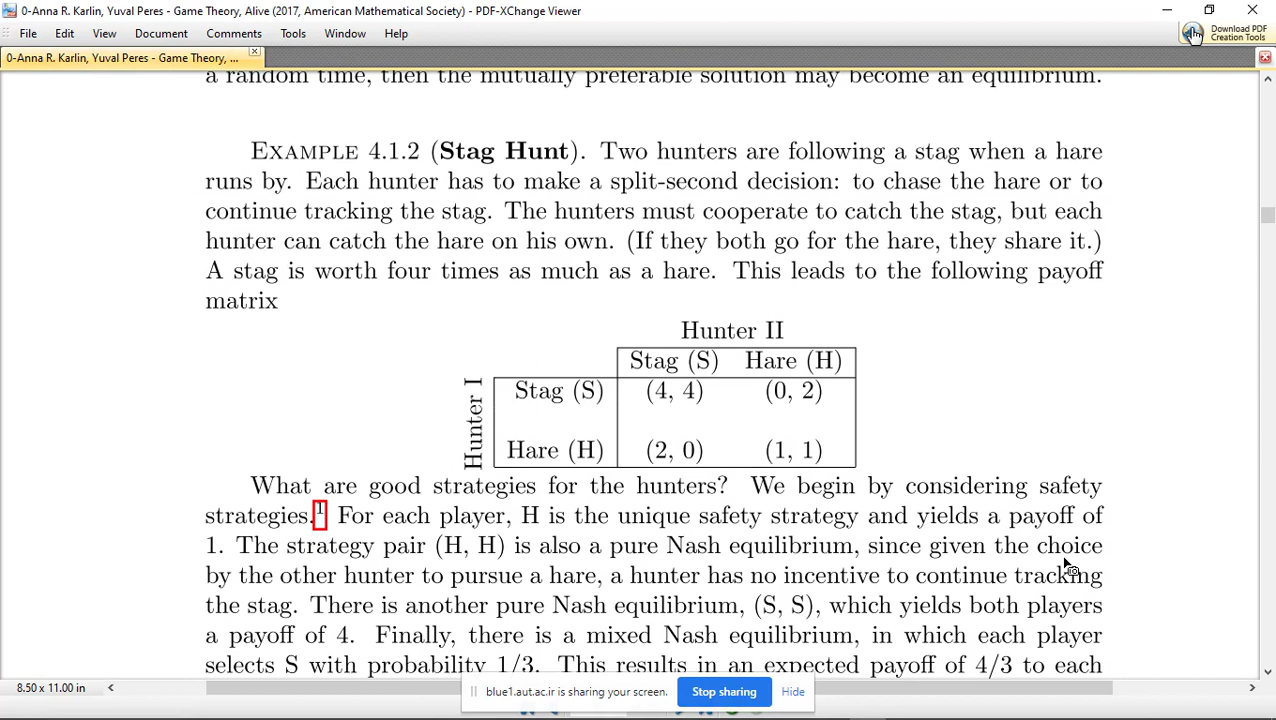 0-Anna R. Karlin, Yuval Peres - Game Theory, Alive (2017, American Mathematical Society) - PDF-XChange Viewer
File Edit View Document Comments Tools Window Help
Download PDF
Creation Tools
0-Anna R. Karlin, Yuval Peres - Game Theory, Alive (2017, ...
a random time, then the mutually preferable solution may become an equilibrium.
EXAMPLE 4.1.2 (Stag Hunt). Two hunters are following a stag when a hare
runs by. Each hunter has to make a split-second decision: to chase the hare or to
continue tracking the stag. The hunters must cooperate to catch the stag, but each
hunter can catch the hare on his own. (If they both go for the hare, they share it.)
A stag is worth four times as much as a hare. This leads to the following payoff
matrix
Hunter II
Stag (S) Hare (H)
Hunter I
Stag (S) (4, 4) (0, 2)
Hare (H) (2, 0) (1, 1)
What are good strategies for the hunters? We begin by considering safety
strategies.1 For each player, H is the unique safety strategy and yields a payoff of
1. The strategy pair (H, H) is also a pure Nash equilibrium, since given the choice
by the other hunter to pursue a hare, a hunter has no incentive to continue tracking
the stag. There is another pure Nash equilibrium, (S, S), which yields both players
a payoff of 4. Finally, there is a mixed Nash equilibrium, in which each player
selects S with probability 1/3. This results in an expected payoff of 4/3 to each
8.50 x 11.00 in
blue1.aut.ac.ir is sharing your screen. Stop sharing Hide